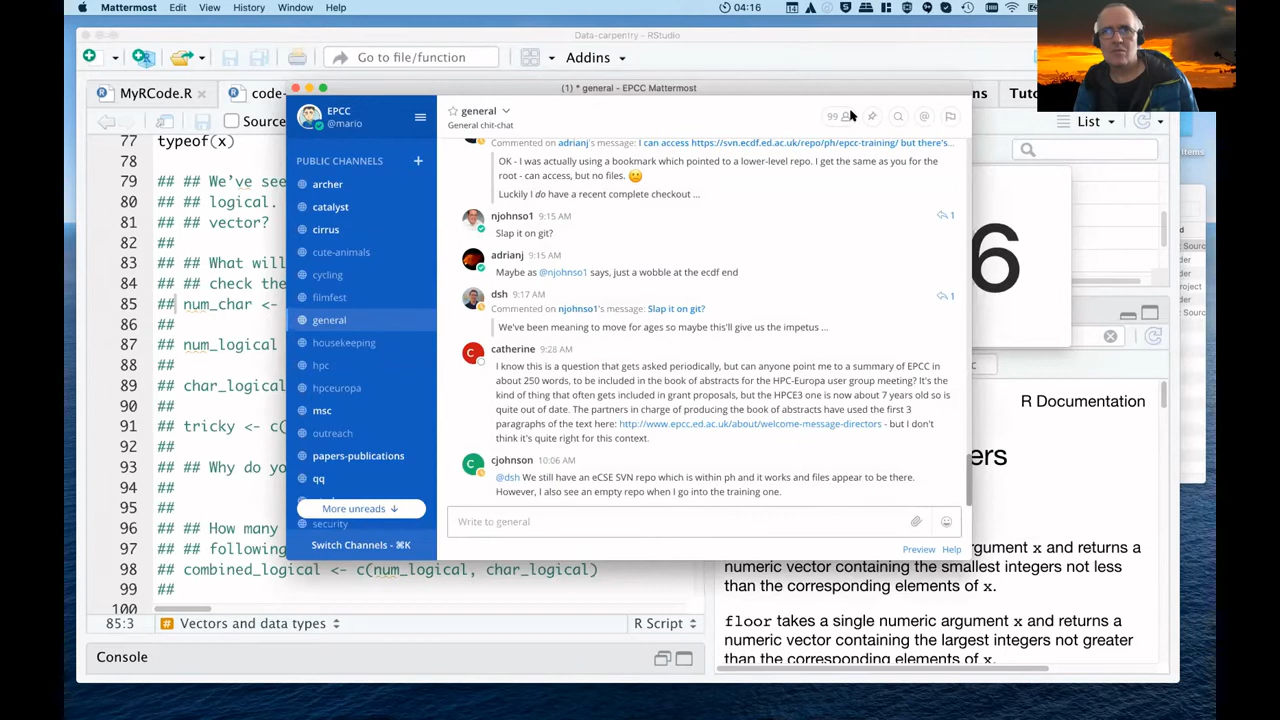 Mattermost File Edit View History Window Help 04:16
Data-carpentry — RStudio
Go to file/function Addins
MyRCode.R code-
Source
List
77 typeof(x)
78
79 ## ## We've see
80 ## ## logical.
81 ## ## vector?
82 ##
83 ## ## What will
84 ## ## check the
85 ## num_char <-
86 ##
87 ## num_logical
88 ##
89 ## char_logical
90 ##
91 ## tricky <- c(
92 ##
93 ## ## Why do yo
95 ##
96 ## ## How many
97 ## ## following
98 ## combined_logical
c(num_logical, char_logical)
99 ##
100
85:3 Vectors and data types R Script
Console
(1) * general - EPCC Mattermost
EPCC
@mario
PUBLIC CHANNELS +
archer
catalyst
cirrus
cute-animals
cycling
filmfest
general
housekeeping
hpc
hpceuropa
msc
outreach
papers-publications
qq
More unreads ↓
security
Switch Channels - ⌘K
general
General chit-chat
99
Commented on adrianj's message: I can access https://svn.ecdf.ed.ac.uk/repo/ph/epcc-training/ but there's...
OK - I was actually using a bookmark which pointed to a lower-level repo. I get the same as you for the
root - can access, but no files.
Luckily I do have a recent complete checkout ...
njohnso1 9:15 AM 1
Slap it on git?
adrianj 9:15 AM
Maybe as @njohnso1 says, just a wobble at the ecdf end
dsh 9:17 AM 1
Commented on njohnso1's message: Slap it on git?
We've been meaning to move for ages so maybe this'll give us the impetus ...
C catherine 9:28 AM
I know this is a question that gets asked periodically, but can anyone point me to a summary of EPCC in
about 250 words, to be included in the book of abstracts for the HPC-Europa user group meeting? It's the
kind of thing that often gets included in grant proposals, but the HPCE3 one is now about 7 years old so is
quite out of date. The partners in charge of producing the book of abstracts have used the first 3
paragraphs of the text here: http://www.epcc.ed.ac.uk/about/welcome-message-directors - but I don't
think it's quite right for this context.
C cjohnson 10:06 AM
@dsh We still have an eCSE SVN repo which is within ph and it works and files appear to be there.
However, I also see an empty repo when I go into the training one.
Write to general
Preview Help
6
R Documentation
argument x and returns a
numeric vector containing the smallest integers not less
than the corresponding elements of x.
floor takes a single numeric argument x and returns a
numeric vector containing the largest integers not greater
than the corresponding elements of x.